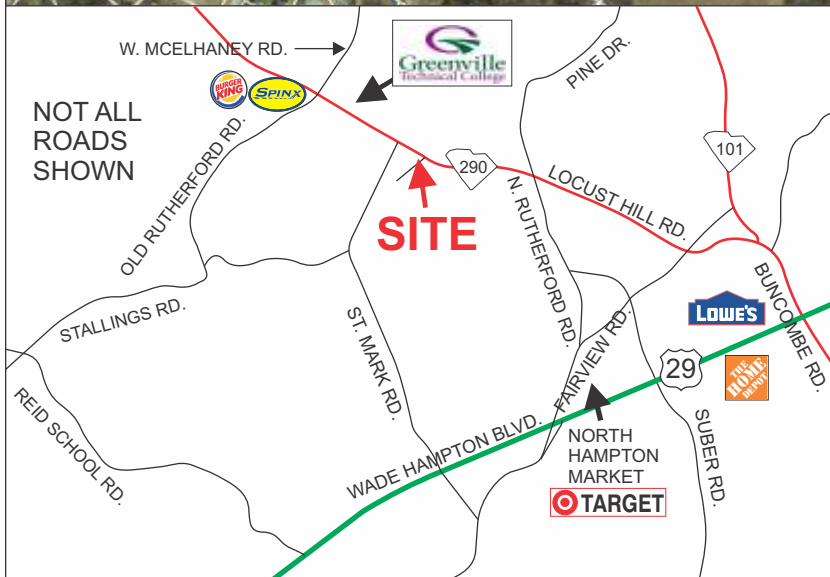 W. MCELHANEY RD.
Greenville
Technical College
PINE DR.
BURGER
KING
SPINX
NOT ALL
ROADS
SHOWN
OLD RUTHERFORD RD.
101
290
LOCUST HILL RD.
N. RUTHERFORD RD.
SITE
STALLINGS RD.
ST. MARK RD.
FAIRVIEW RD.
LOWE'S
BUNCOMBE RD.
29
THE
HOME
DEPOT
REID SCHOOL RD.
WADE HAMPTON BLVD.
NORTH
HAMPTON
MARKET
TARGET
SUBER RD.